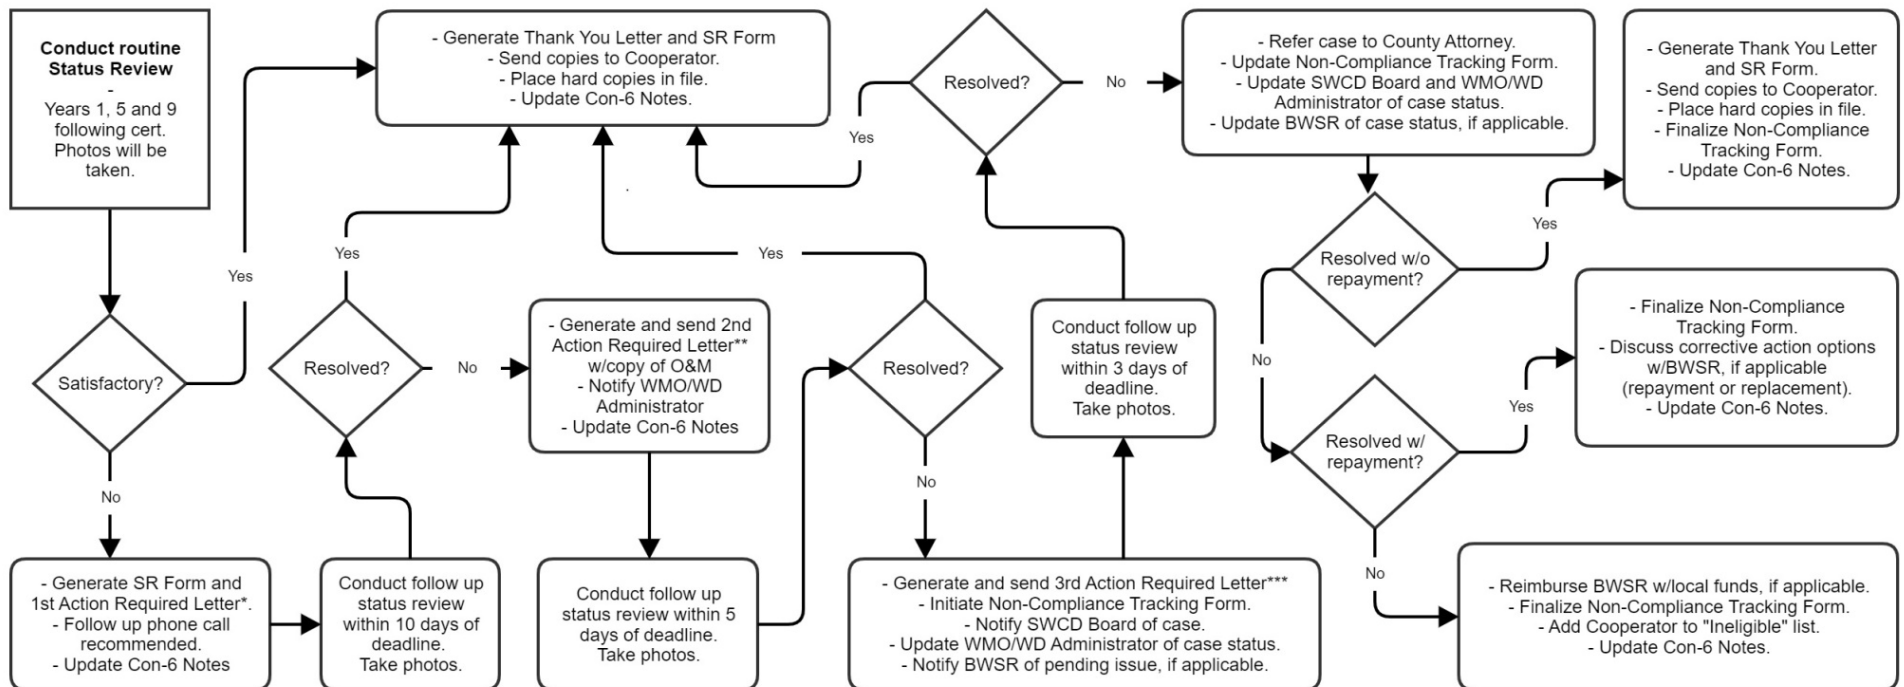 Conduct routine
Status Review
-
Years 1, 5 and 9
following cert.
Photos will be
taken.
Satisfactory?
Yes
No
- Generate SR Form and
1st Action Required Letter*.
- Follow up phone call
recommended.
- Update Con-6 Notes
Conduct follow up
status review
within 10 days of
deadline.
Take photos.
Resolved?
Yes
No
- Generate Thank You Letter and SR Form
- Send copies to Cooperator.
- Place hard copies in file.
- Update Con-6 Notes.
- Generate and send 2nd
Action Required Letter**
w/copy of O&M
- Notify WMO/WD
Administrator
- Update Con-6 Notes
Conduct follow up
status review within 5
days of deadline.
Take photos.
Resolved?
Yes
No
- Generate and send 3rd Action Required Letter***
- Initiate Non-Compliance Tracking Form.
- Notify SWCD Board of case.
- Update WMO/WD Administrator of case status.
- Notify BWSR of pending issue, if applicable.
Conduct follow up
status review
within 3 days of
deadline.
Take photos.
Resolved?
Yes
No
- Refer case to County Attorney.
- Update Non-Compliance Tracking Form.
- Update SWCD Board and WMO/WD
Administrator of case status.
- Update BWSR of case status, if applicable.
Resolved w/o
repayment?
Yes
No
- Generate Thank You Letter
and SR Form.
- Send copies to Cooperator.
- Place hard copies in file.
- Finalize Non-Compliance
Tracking Form.
- Update Con-6 Notes.
Resolved w/
repayment?
Yes
No
- Finalize Non-Compliance
Tracking Form.
- Discuss corrective action options
w/BWSR, if applicable
(repayment or replacement).
- Update Con-6 Notes.
- Reimburse BWSR w/local funds, if applicable.
- Finalize Non-Compliance Tracking Form.
- Add Cooperator to "Ineligible" list.
- Update Con-6 Notes.